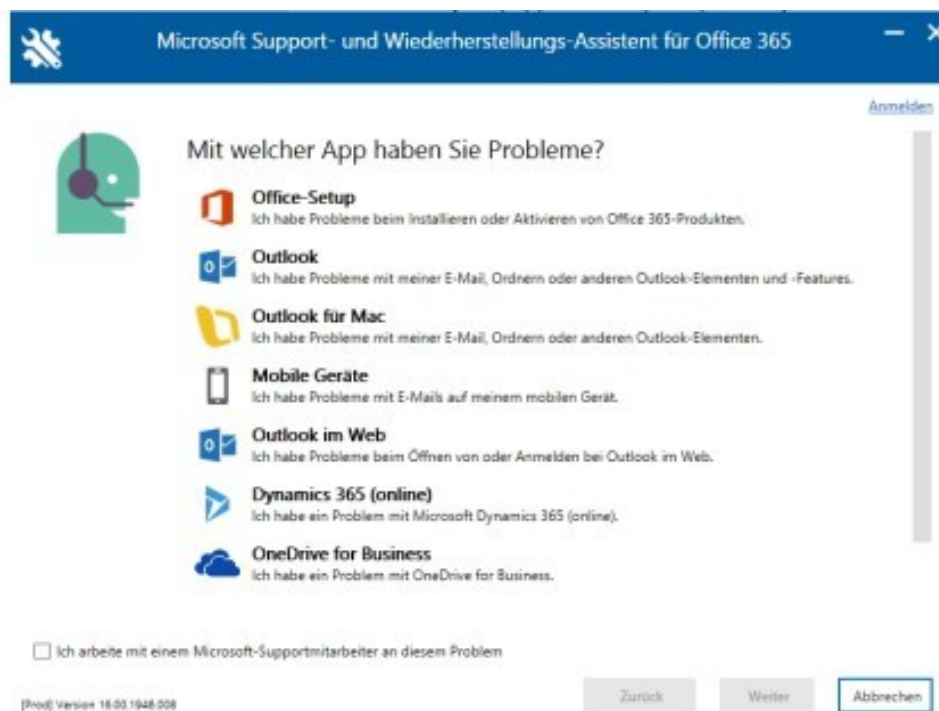 Microsoft Support- und Wiederherstellungs-Assistent für Office 365
Anmelden
Mit welcher App haben Sie Probleme?
Office-Setup
Ich habe Probleme beim Installieren oder Aktivieren von Office 365-Produkten.
Outlook
Ich habe Probleme mit meiner E-Mail, Ordnern oder anderen Outlook-Elementen und -Features.
Outlook für Mac
Ich habe Probleme mit meiner E-Mail, Ordnern oder anderen Outlook-Elementen.
Mobile Geräte
Ich habe Probleme mit E-Mails auf meinem mobilen Gerät.
Outlook im Web
Ich habe Probleme beim Öffnen von oder Anmelden bei Outlook im Web.
Dynamics 365 (online)
Ich habe ein Problem mit Microsoft Dynamics 365 (online).
OneDrive for Business
Ich habe ein Problem mit OneDrive for Business.
Ich arbeite mit einem Microsoft-Supportmitarbeiter an diesem Problem
[Prod] Version 16.00.1946.008
Zurück
Weiter
Abbrechen